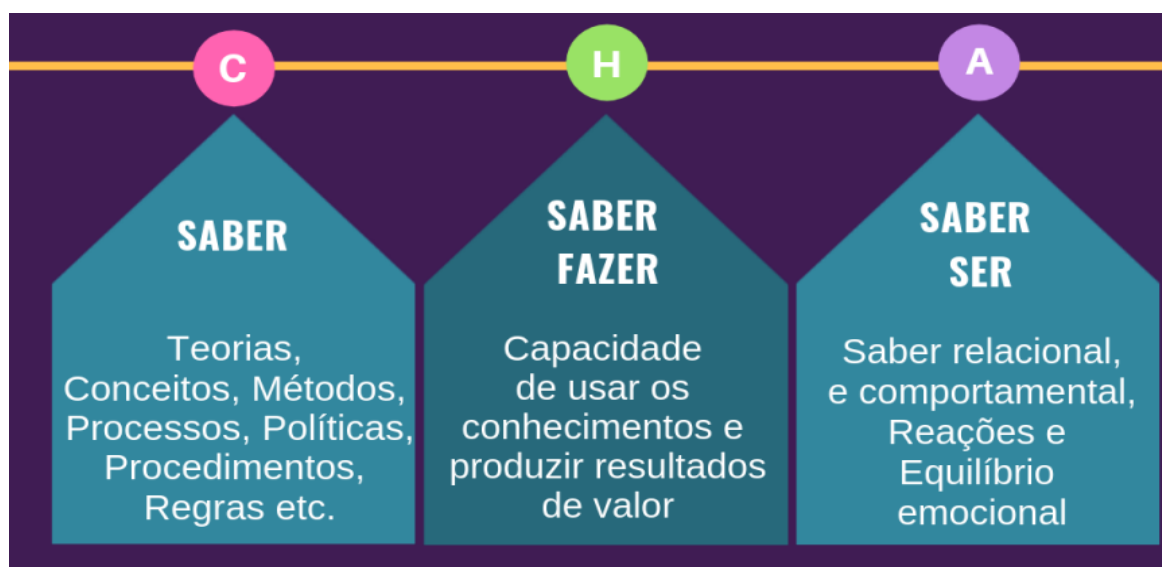 C
SABER
Teorias,
Conceitos, Métodos,
Processos, Políticas,
Procedimentos,
Regras etc.
H
SABER
FAZER
Capacidade
de usar os
conhecimentos e
produzir resultados
de valor
A
SABER
SER
Saber relacional,
e comportamental,
Reações e
Equilíbrio
emocional